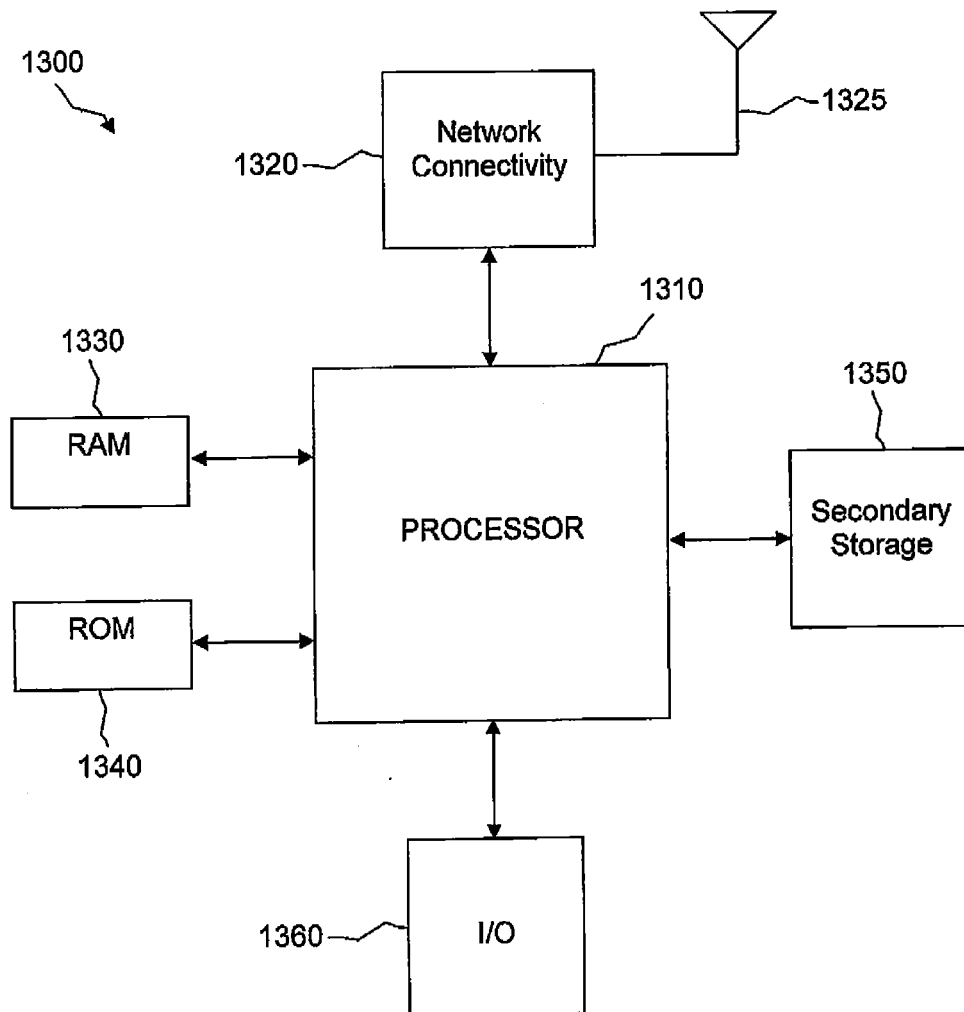 1300
Network
Connectivity
1320
1325
1310
1330
RAM
PROCESSOR
1350
Secondary
Storage
ROM
1340
I/O
1360